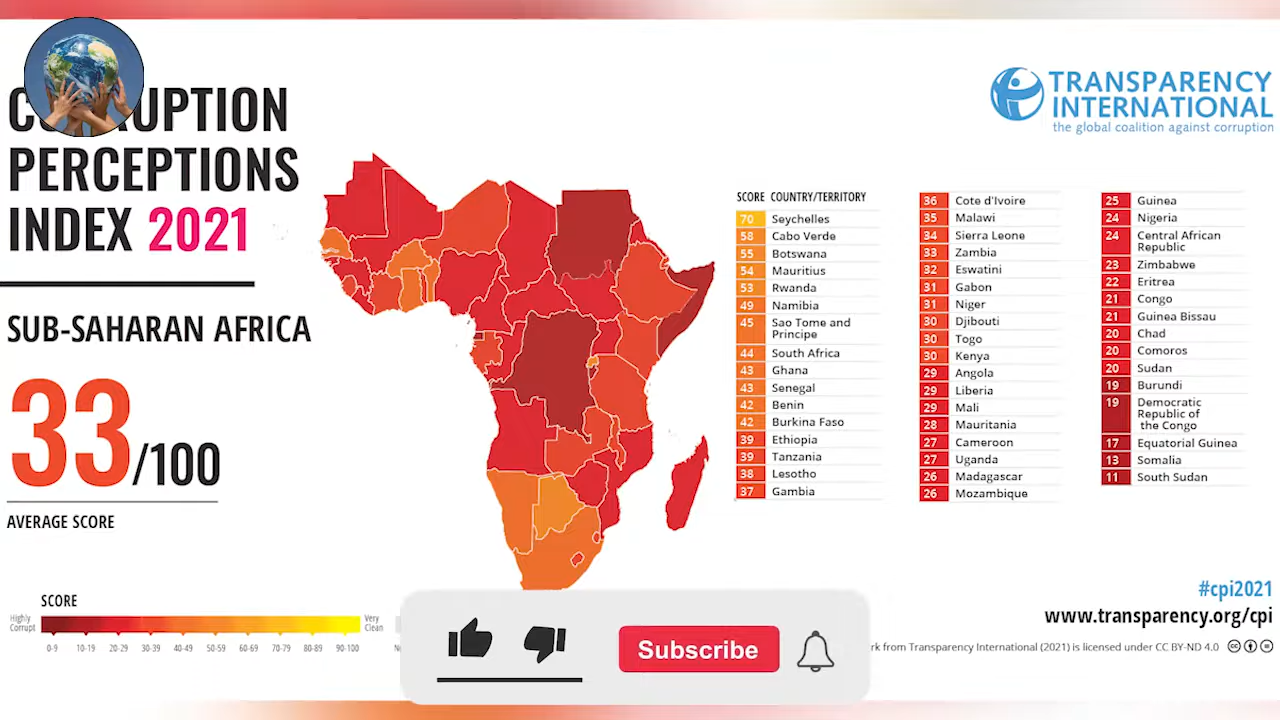 CORRUPTION
PERCEPTIONS
INDEX 2021
SUB-SAHARAN AFRICA
33/100
AVERAGE SCORE
TRANSPARENCY
INTERNATIONAL
the global coalition against corruption
SCORE COUNTRY/TERRITORY
70 Seychelles
58 Cabo Verde
55 Botswana
54 Mauritius
53 Rwanda
49 Namibia
45 Sao Tome and
Principe
44 South Africa
43 Ghana
43 Senegal
42 Benin
42 Burkina Faso
39 Ethiopia
39 Tanzania
38 Lesotho
37 Gambia
36 Cote d'Ivoire
35 Malawi
34 Sierra Leone
33 Zambia
32 Eswatini
31 Gabon
31 Niger
30 Djibouti
30 Togo
30 Kenya
29 Angola
29 Liberia
29 Mali
28 Mauritania
27 Cameroon
27 Uganda
26 Madagascar
26 Mozambique
25 Guinea
24 Nigeria
24 Central African
Republic
23 Zimbabwe
22 Eritrea
21 Congo
21 Guinea Bissau
20 Chad
20 Comoros
20 Sudan
19 Burundi
19 Democratic
Republic of
the Congo
17 Equatorial Guinea
13 Somalia
11 South Sudan
SCORE
Highly
Corrupt
Very
Clean
0-9 10-19 20-29 30-39 40-49 50-59 60-69 70-79 80-89 90-100
Subscribe
#cpi2021
www.transparency.org/cpi
from Transparency International (2021) is licensed under CC BY-ND 4.0